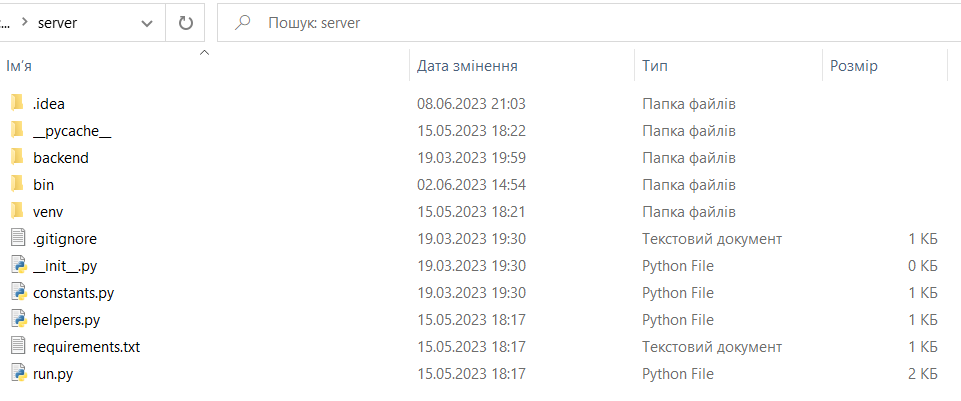 ... server Пошук: server
Ім'я Дата змінення Тип Розмір
.idea 08.06.2023 21:03 Папка файлів
__pycache__ 15.05.2023 18:22 Папка файлів
backend 19.03.2023 19:59 Папка файлів
bin 02.06.2023 14:54 Папка файлів
venv 15.05.2023 18:21 Папка файлів
.gitignore 19.03.2023 19:30 Текстовий документ 1 КБ
__init__.py 19.03.2023 19:30 Python File 0 КБ
constants.py 19.03.2023 19:30 Python File 1 КБ
helpers.py 15.05.2023 18:17 Python File 1 КБ
requirements.txt 15.05.2023 18:17 Текстовий документ 1 КБ
run.py 15.05.2023 18:17 Python File 2 КБ